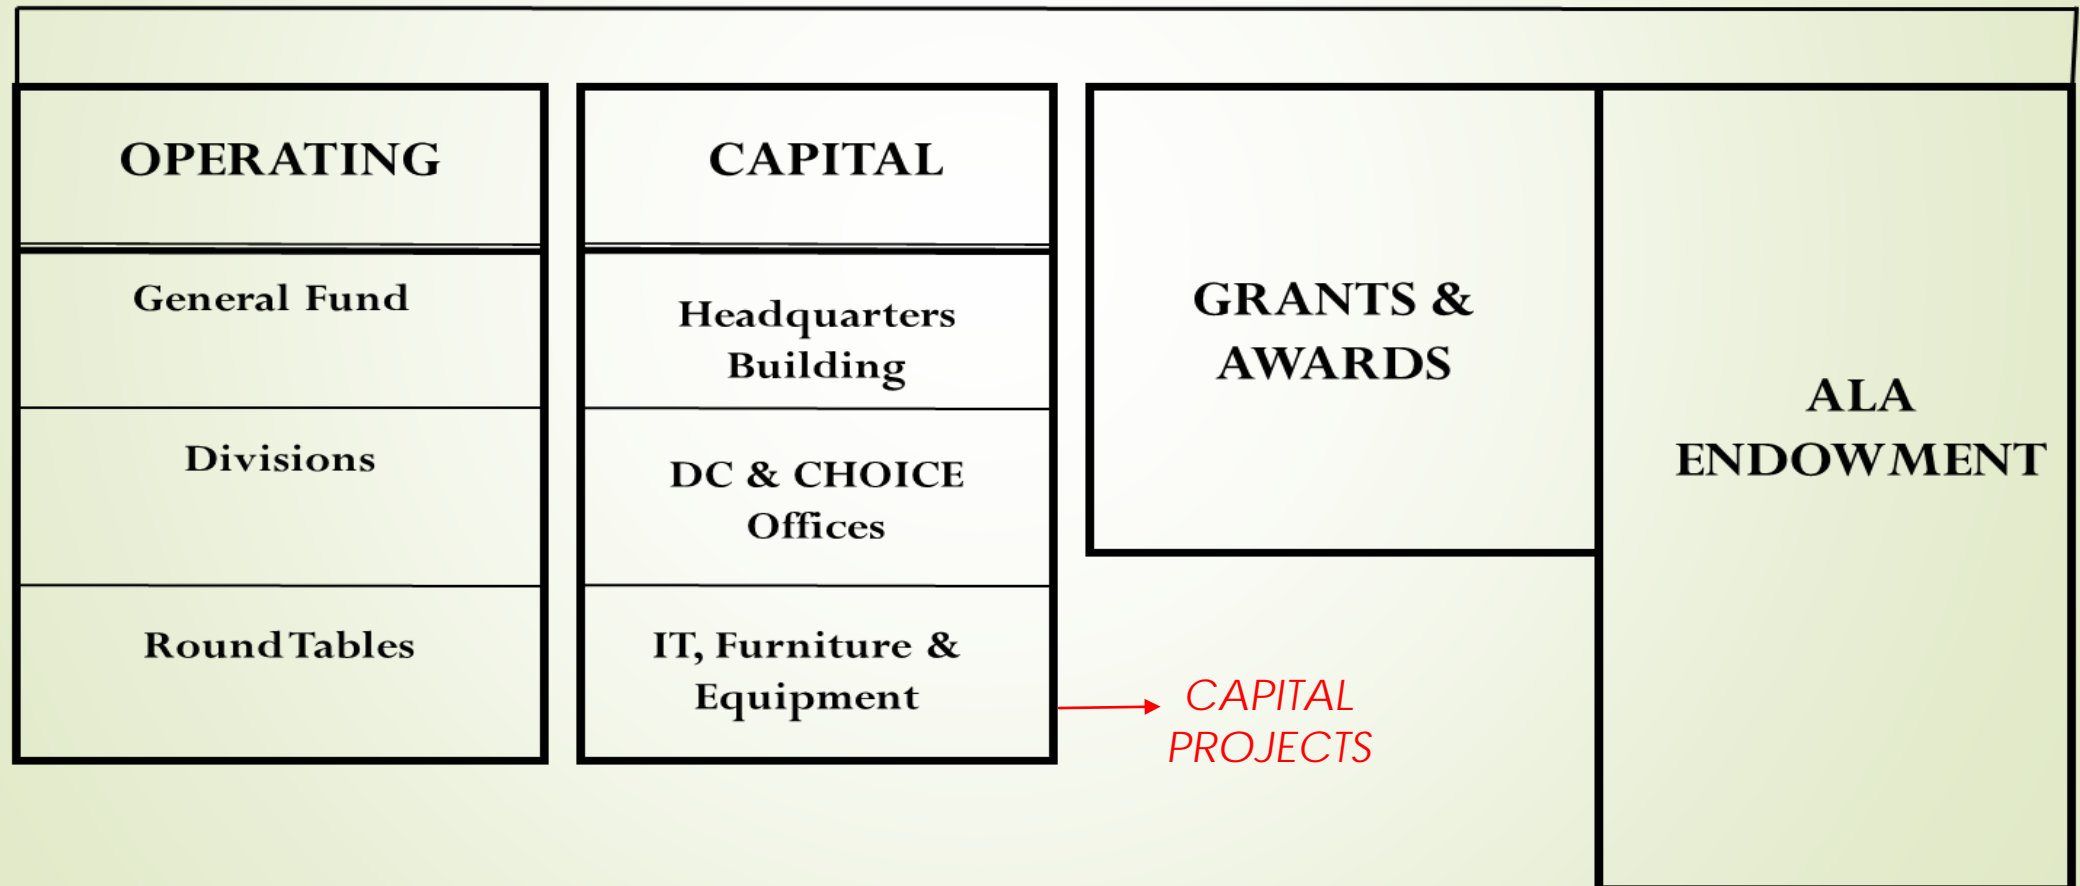 OPERATING
General Fund
Divisions
Round Tables
CAPITAL
Headquarters
Building
DC & CHOICE
Offices
IT, Furniture &
Equipment
CAPITAL
PROJECTS
GRANTS &
AWARDS
ALA
ENDOWMENT